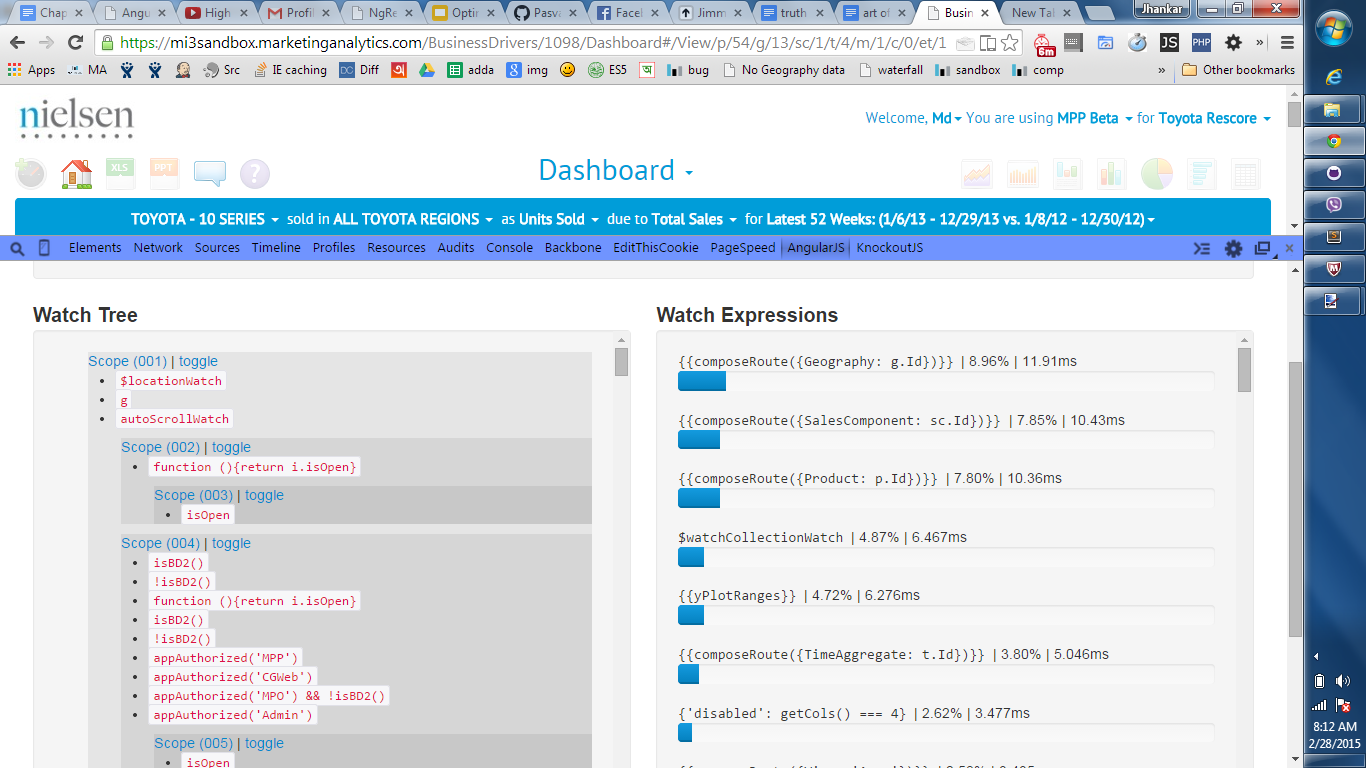 Chap
Angu
High
Profil
NgRe
Optin
Pasva
Facel
Jimm
truth
art of
Busin
New Tab
Jhankar
https://mi3sandbox.marketinganalytics.com/BusinessDrivers/1098/Dashboard#/View/p/54/g/13/sc/1/t/4/m/1/c/0/et/1
6m
JS
PHP
»
Apps
MA
Src
IE caching
DC Diff
adda
img
ES5
bug
No Geography data
waterfall
sandbox
comp
»
Other bookmarks
nielsen
Welcome, Md You are using MPP Beta for Toyota Rescore
XLS
PPT
?
Dashboard
TOYOTA - 10 SERIES sold in ALL TOYOTA REGIONS as Units Sold due to Total Sales for Latest 52 Weeks: (1/6/13 - 12/29/13 vs. 1/8/12 - 12/30/12)
Elements Network Sources Timeline Profiles Resources Audits Console Backbone EditThisCookie PageSpeed AngularJS KnockoutJS
Watch Tree
Scope (001) | toggle
$locationWatch
g
autoScrollWatch
Scope (002) | toggle
function (){return i.isOpen}
Scope (003) | toggle
isOpen
Scope (004) | toggle
isBD2()
!isBD2()
function (){return i.isOpen}
isBD2()
!isBD2()
appAuthorized('MPP')
appAuthorized('CGWeb')
appAuthorized('MPO') && !isBD2()
appAuthorized('Admin')
Scope (005) | toggle
isOpen
Watch Expressions
{{composeRoute({Geography: g.Id})}} | 8.96% | 11.91ms
{{composeRoute({SalesComponent: sc.Id})}} | 7.85% | 10.43ms
{{composeRoute({Product: p.Id})}} | 7.80% | 10.36ms
$watchCollectionWatch | 4.87% | 6.467ms
{{yPlotRanges}} | 4.72% | 6.276ms
{{composeRoute({TimeAggregate: t.Id})}} | 3.80% | 5.046ms
{'disabled': getCols() === 4} | 2.62% | 3.477ms
8:12 AM
2/28/2015